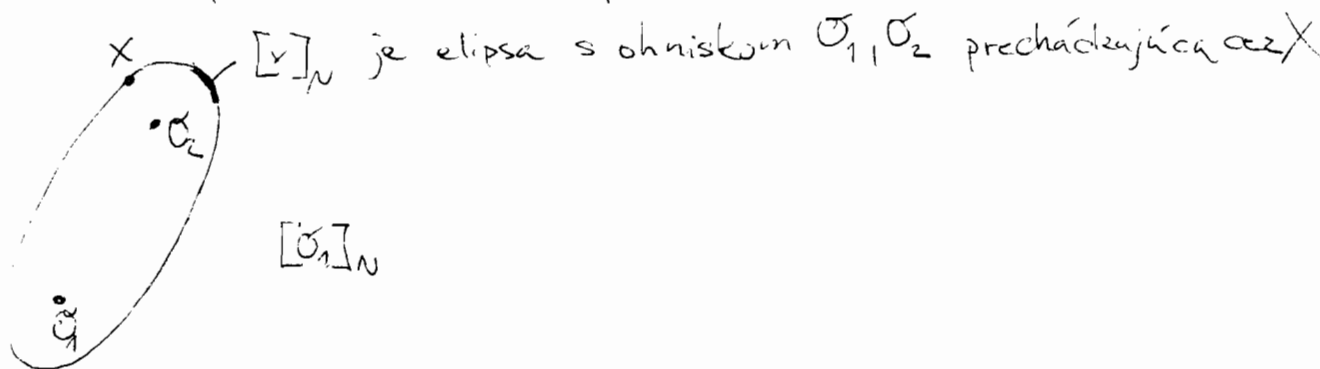 X [x]_N je elipsa s ohniskom O_1, O_2 prechádzajúca cez X
O_2
[O_1]_N
O_1